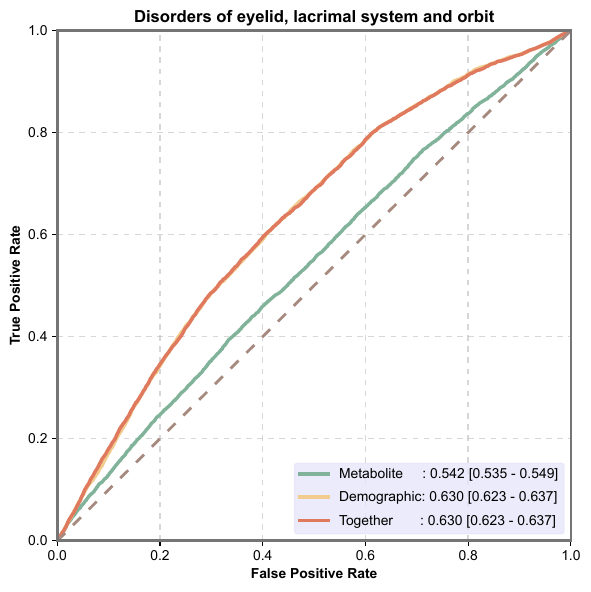 Disorders of eyelid, lacrimal system and orbit
True Positive Rate
1.0
0.8
0.6
0.4
0.2
0.0
Metabolite : 0.542 [0.535 - 0.549]
Demographic: 0.630 [0.623 - 0.637]
Together : 0.630 [0.623 - 0.637]
0.0 0.2 0.4 0.6 0.8 1.0
False Positive Rate